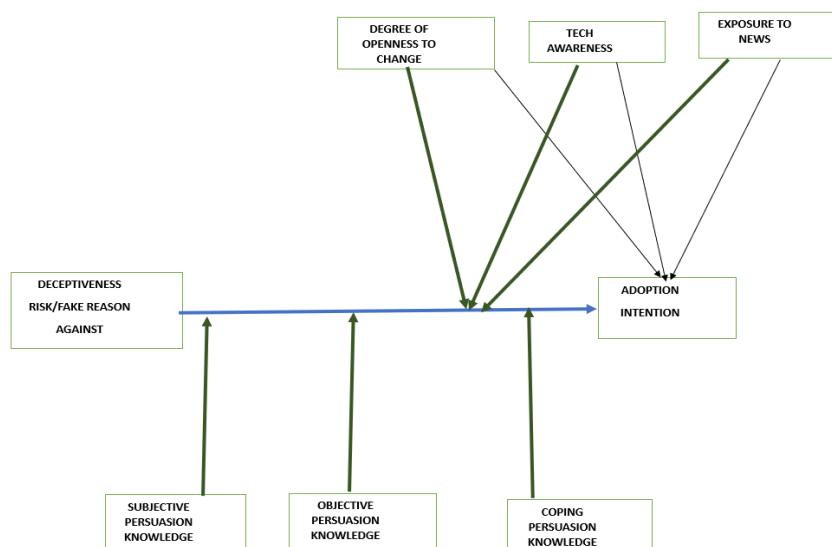 DEGREE OF
OPENNESS TO
CHANGE
TECH
AWARENESS
EXPOSURE TO
NEWS
DECEPTIVENESS
RISK/FAKE REASON
AGAINST
ADOPTION
INTENTION
SUBJECTIVE
PERSUASION
KNOWLEDGE
OBJECTIVE
PERSUASION
KNOWLEDGE
COPING
PERSUASION
KNOWLEDGE